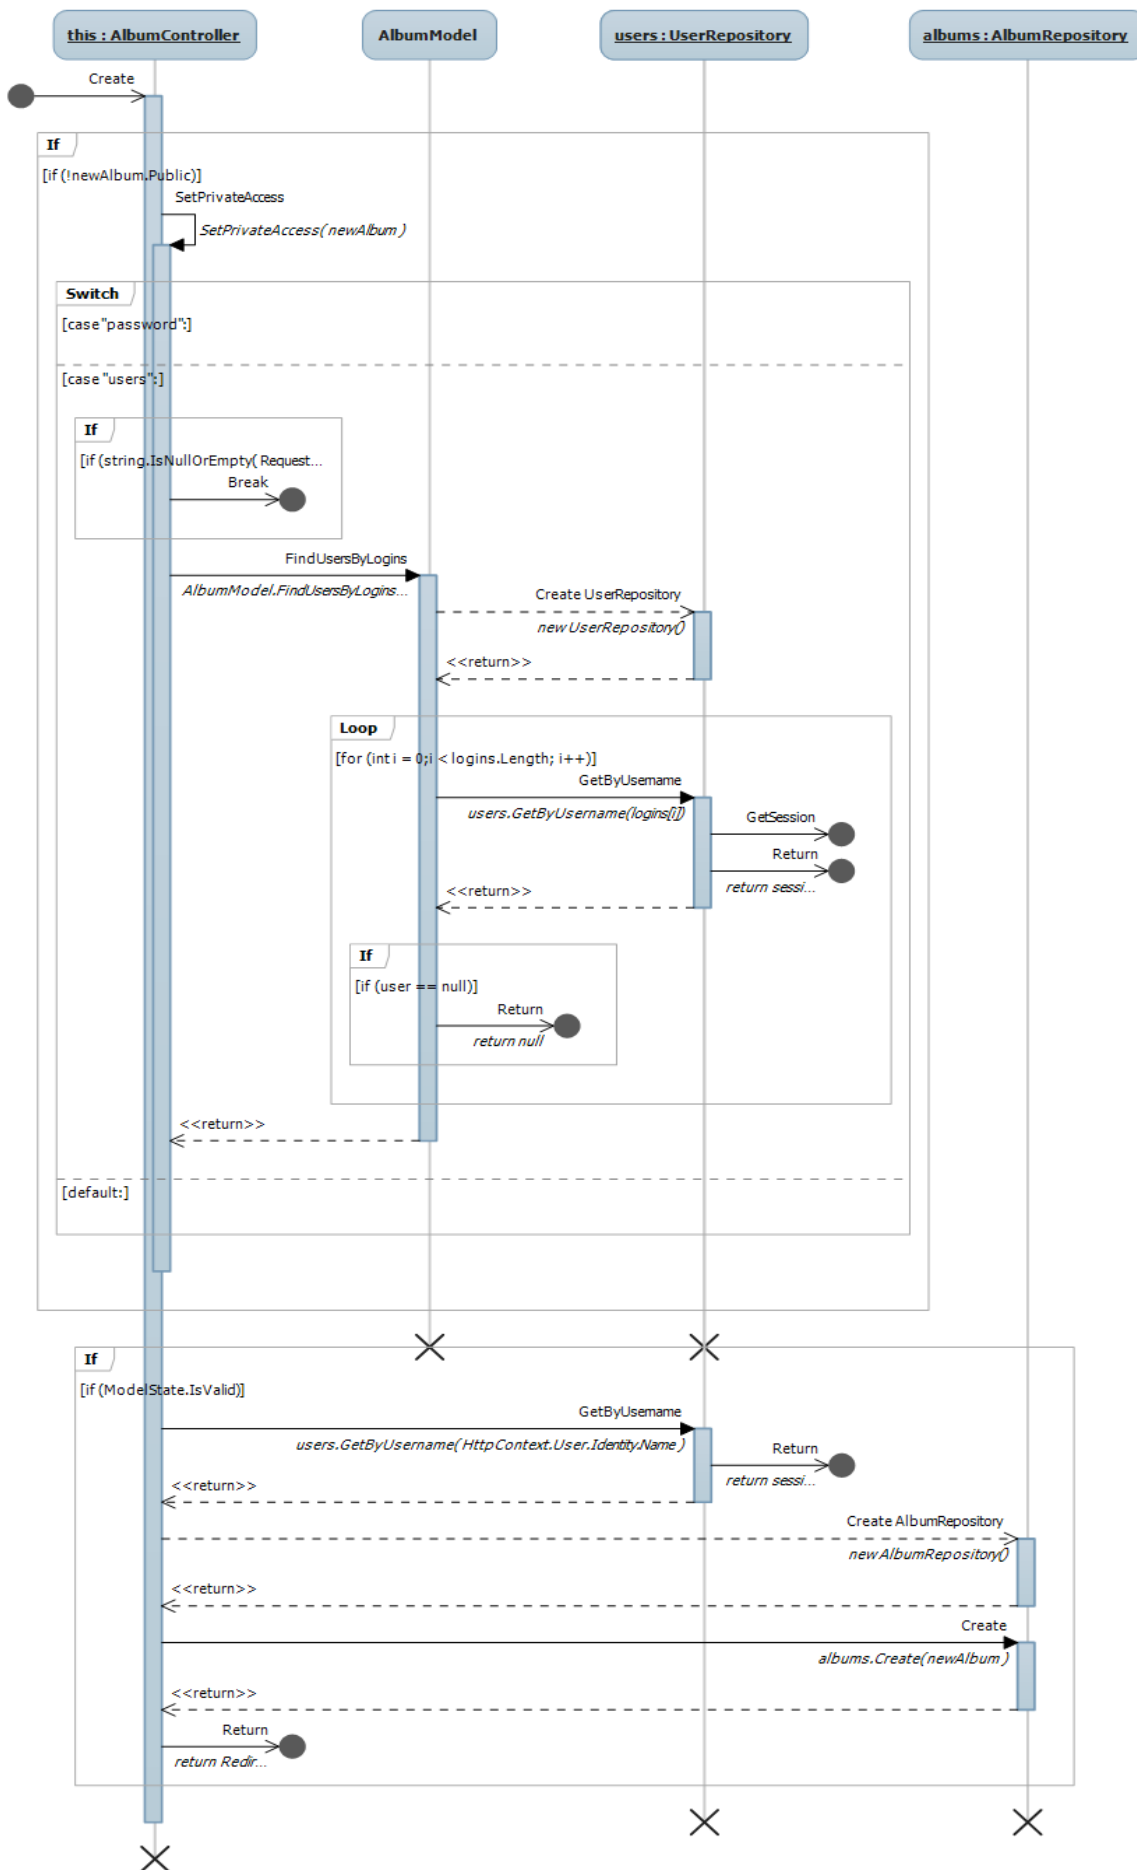 this : AlbumController
AlbumModel
users : UserRepository
albums : AlbumRepository
Create
If
[if (!newAlbum.Public)]
SetPrivateAccess
SetPrivateAccess( newAlbum )
Switch
[case "password":]
[case "users":]
If
[if (string.IsNullOrEmpty( Request...
Break
FindUsersByLogins
AlbumModel.FindUsersByLogins...
Create UserRepository
new UserRepository()
<<return>>
Loop
[for (int i = 0;i < logins.Length; i++)]
GetByUsername
users.GetByUsername(logins[i])
GetSession
Return
return sessi...
<<return>>
If
[if (user == null)]
Return
return null
<<return>>
[default:]
If
[if (ModelState.IsValid)]
GetByUsername
users.GetByUsername( HttpContext.User.Identity.Name )
Return
return sessi...
<<return>>
Create AlbumRepository
new AlbumRepository()
<<return>>
Create
albums.Create(newAlbum )
<<return>>
Return
return Redir...